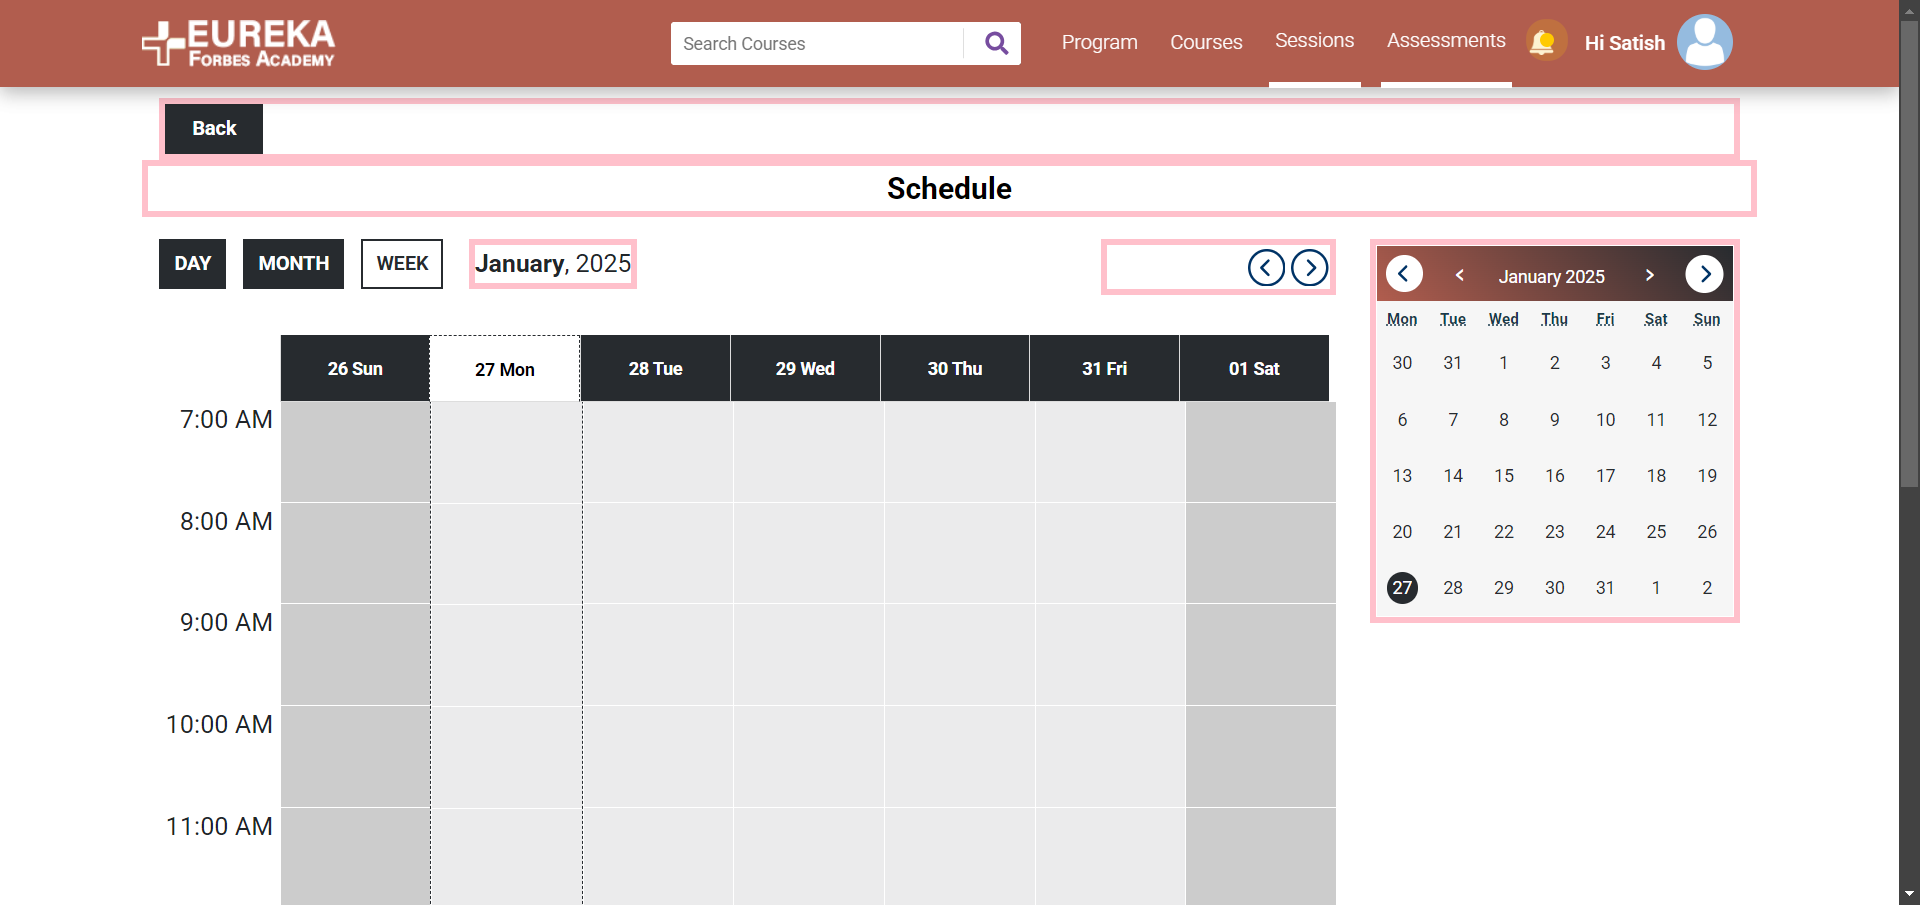 EUREKA
FORBES ACADEMY
Search Courses
Program
Courses
Sessions
Assessments
Hi Satish
Back
Schedule
DAY
MONTH
WEEK
January, 2025
26 Sun
27 Mon
28 Tue
29 Wed
30 Thu
31 Fri
01 Sat
7:00 AM
8:00 AM
9:00 AM
10:00 AM
11:00 AM
January 2025
Mon Tue Wed Thu Fri Sat Sun
30 31 1 2 3 4 5
6 7 8 9 10 11 12
13 14 15 16 17 18 19
20 21 22 23 24 25 26
27 28 29 30 31 1 2